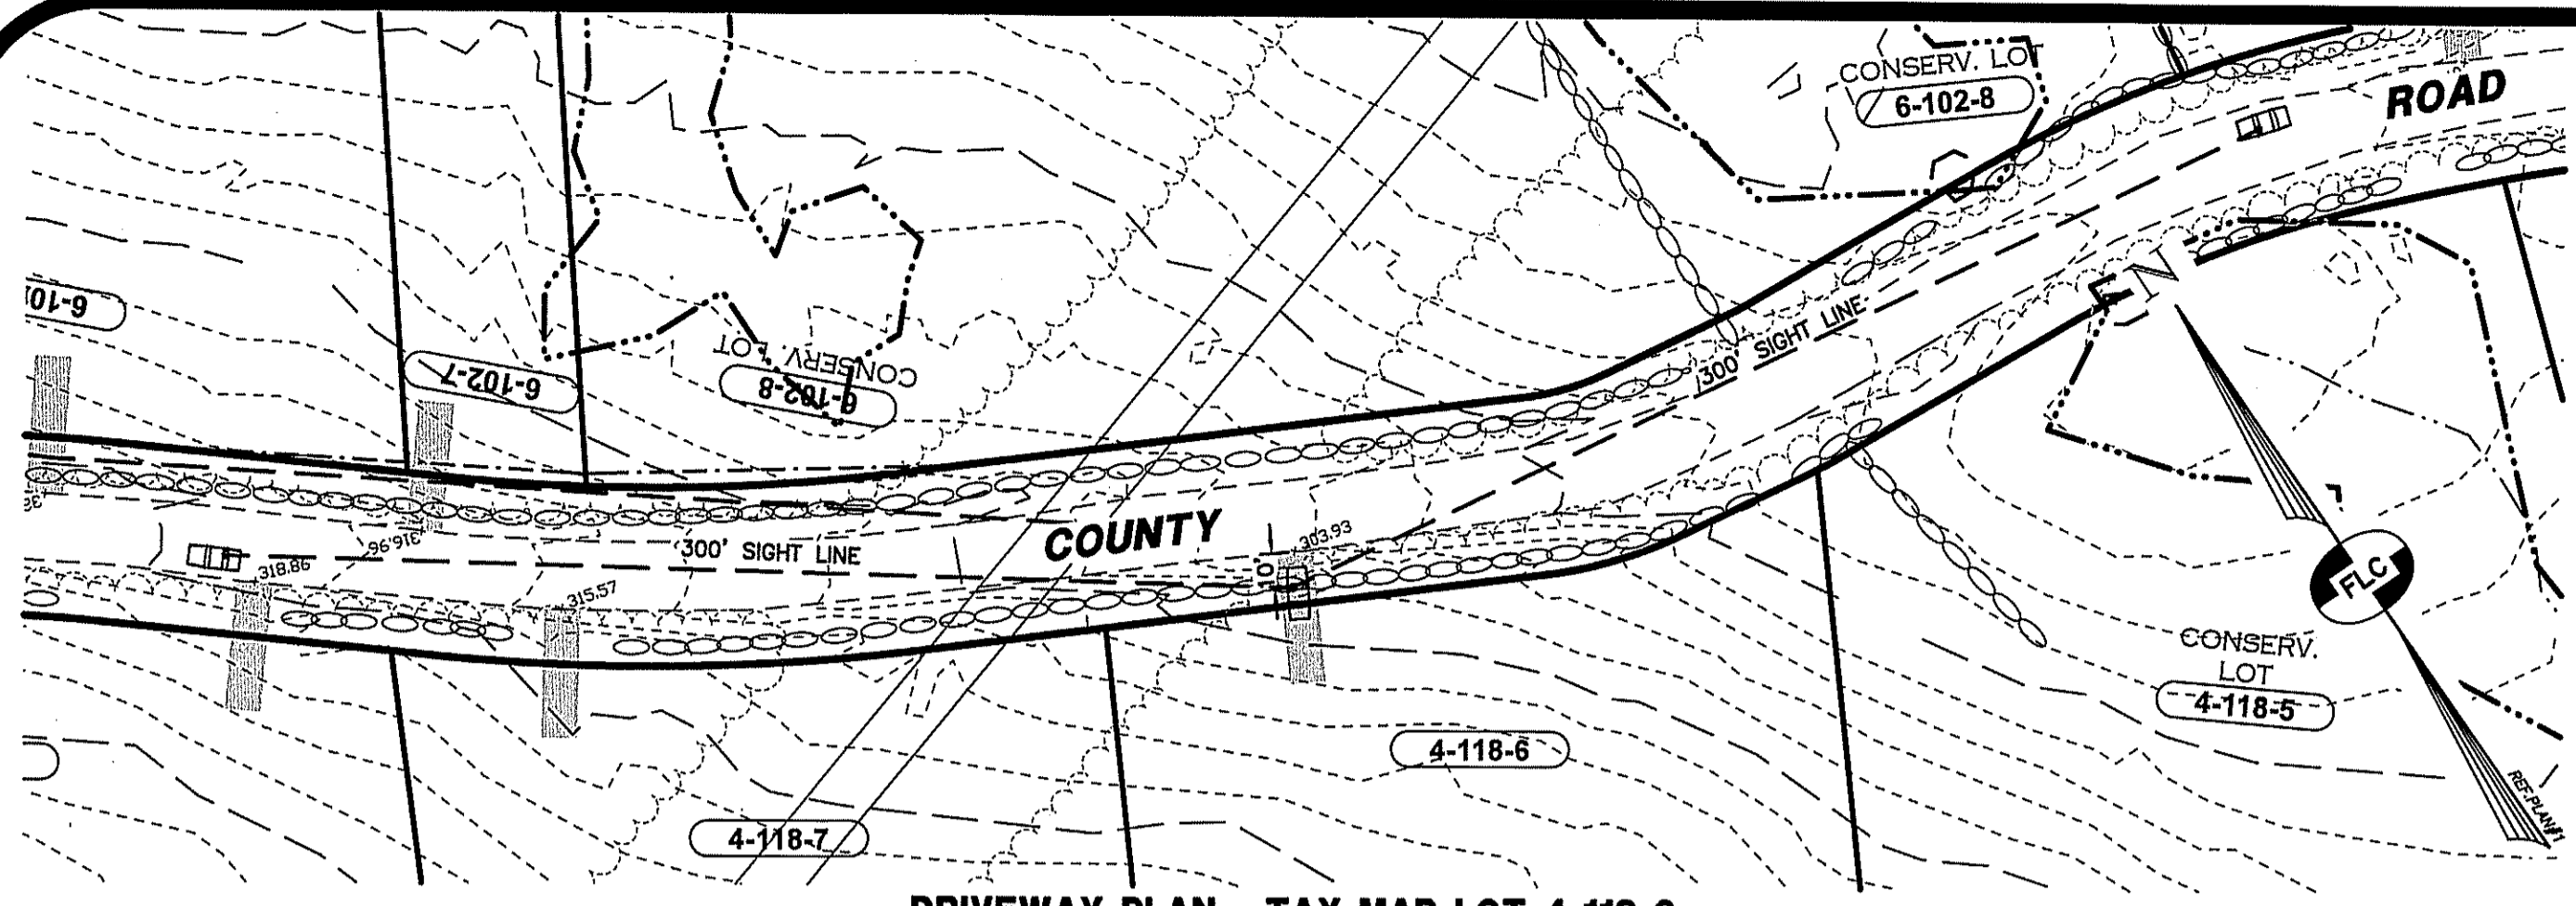 CONSERV. LOT
6-102-8
ROAD
N
6-102-7
CONSERV. LOT
6-102-8
300' SIGHT LINE
COUNTY
300' SIGHT LINE
316.96
318.86
315.57
303.93
10'
FLC
CONSERV.
LOT
4-118-5
4-118-6
4-118-7
REF.PLAN#1
DRIVEWAY PLAN TAX MAP LOT